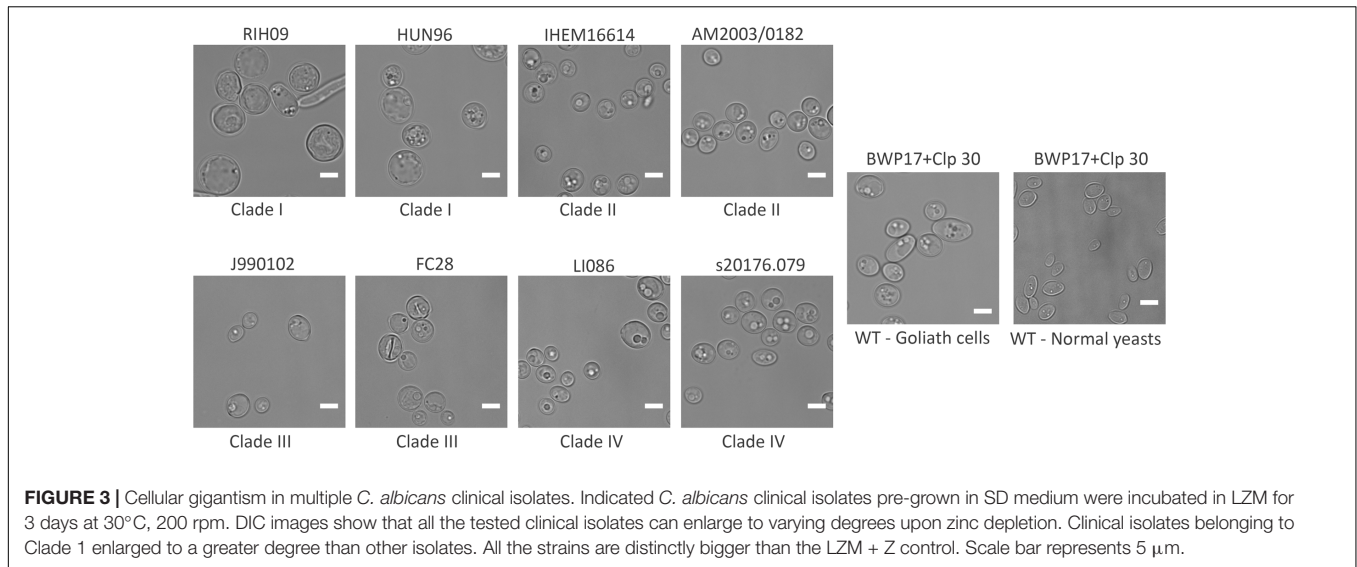 RIH09 HUN96 IHEM16614 AM2003/0182
Clade I Clade I Clade II Clade II
BWP17+Clp 30 BWP17+Clp 30
WT - Goliath cells WT - Normal yeasts
J990102 FC28 LI086 s20176.079
Clade III Clade III Clade IV Clade IV
FIGURE 3 | Cellular gigantism in multiple C. albicans clinical isolates. Indicated C. albicans clinical isolates pre-grown in SD medium were incubated in LZM for
3 days at 30°C, 200 rpm. DIC images show that all the tested clinical isolates can enlarge to varying degrees upon zinc depletion. Clinical isolates belonging to
Clade 1 enlarged to a greater degree than other isolates. All the strains are distinctly bigger than the LZM + Z control. Scale bar represents 5 μm.